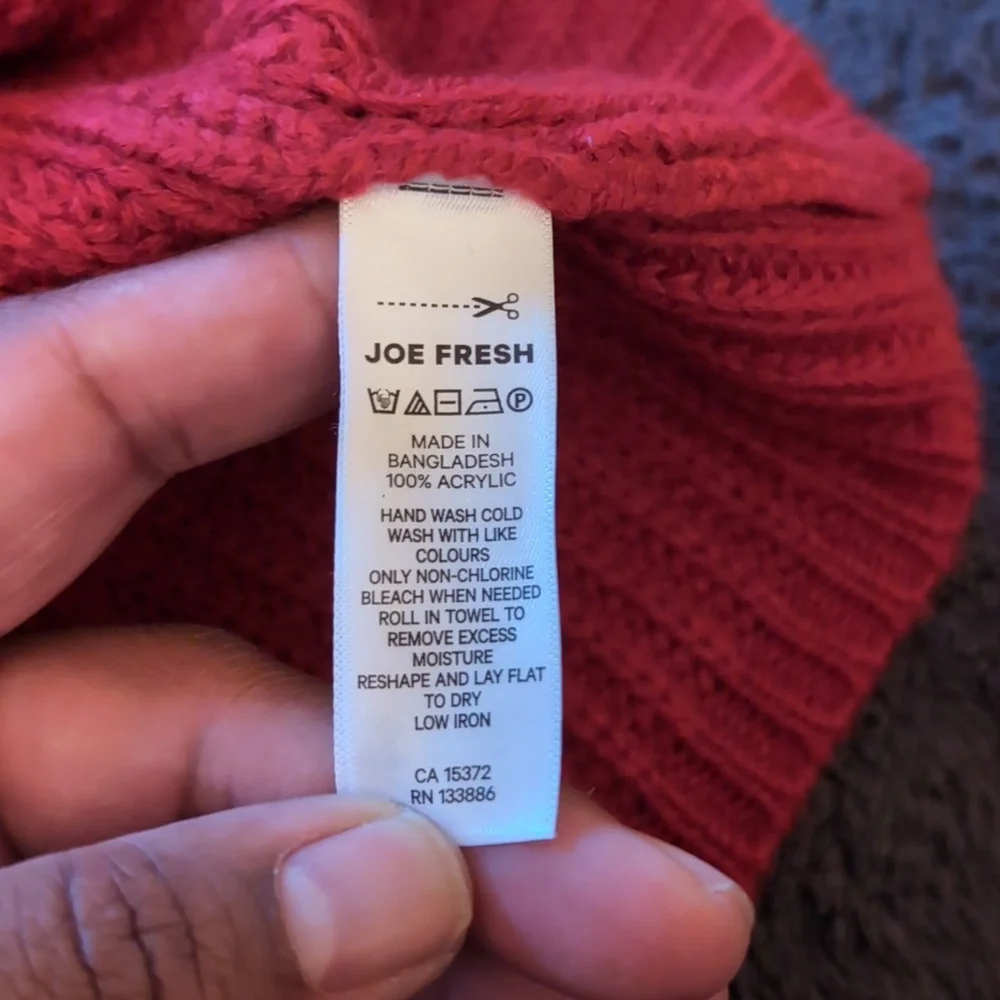 JOE FRESH
P
MADE IN
BANGLADESH
100% ACRYLIC
HAND WASH COLD
WASH WITH LIKE
COLOURS
ONLY NON-CHLORINE
BLEACH WHEN NEEDED
ROLL IN TOWEL TO
REMOVE EXCESS
MOISTURE
RESHAPE AND LAY FLAT
TO DRY
LOW IRON
CA 15372
RN 133886